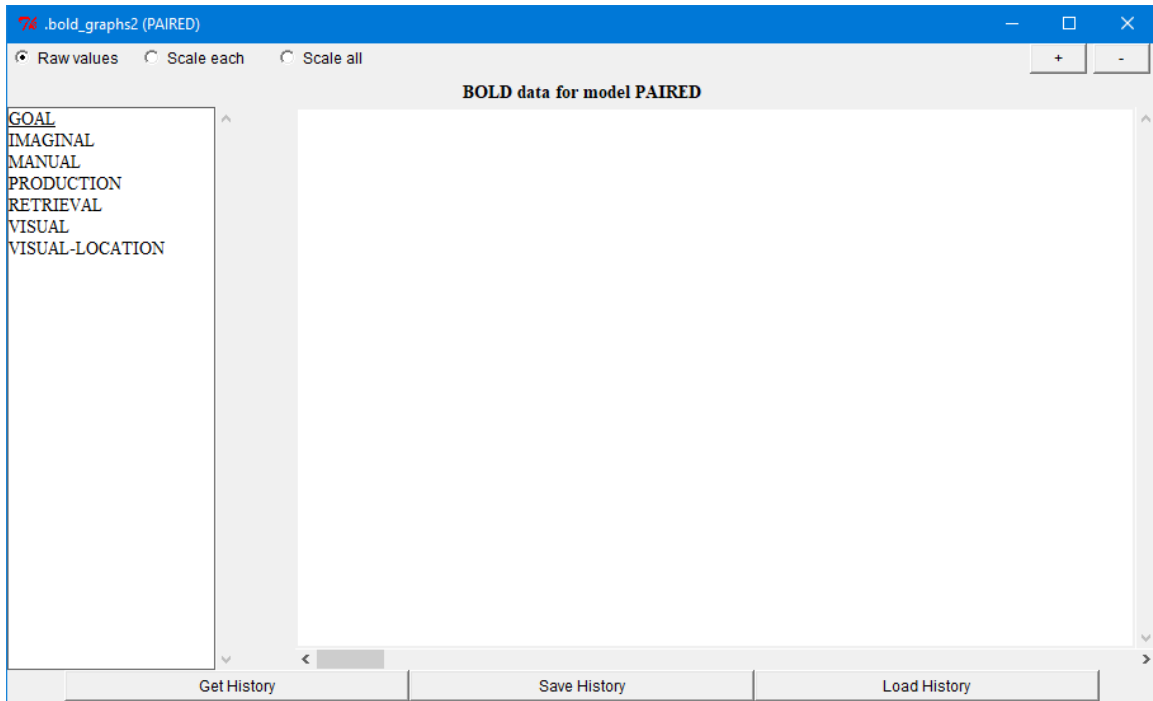 .bold_graphs2 (PAIRED)
Raw values Scale each Scale all + -
BOLD data for model PAIRED
GOAL
IMAGINAL
MANUAL
PRODUCTION
RETRIEVAL
VISUAL
VISUAL-LOCATION
Get History Save History Load History